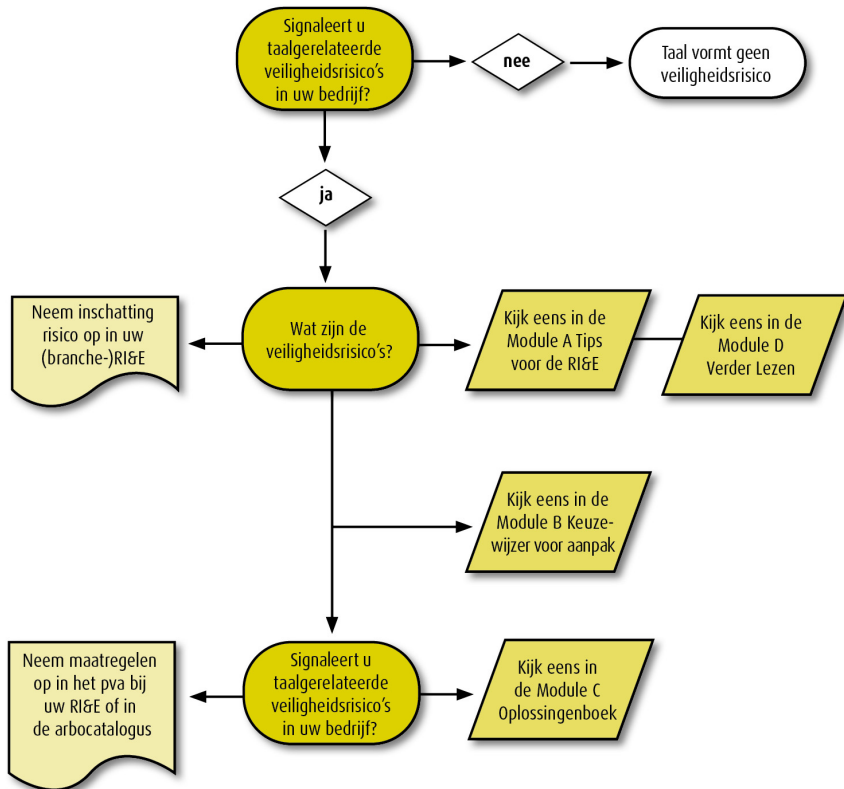 Signaleert u
taalgerelateerde
veiligheidsrisico's
in uw bedrijf?
nee
Taal vormt geen
veiligheidsrisico
ja
Neem inschatting
risico op in uw
(branche-)RI&E
Wat zijn de
veiligheidsrisico's?
Kijk eens in de
Module A Tips
voor de RI&E
Kijk eens in de
Module D
Verder Lezen
Kijk eens in de
Module B Keuze-
wijzer voor aanpak
Neem maatregelen
op in het pva bij
uw RI&E of in
de arbocatalogus
Signaleert u
taalgerelateerde
veiligheidsrisico's
in uw bedrijf?
Kijk eens in
de Module C
Oplossingenboek